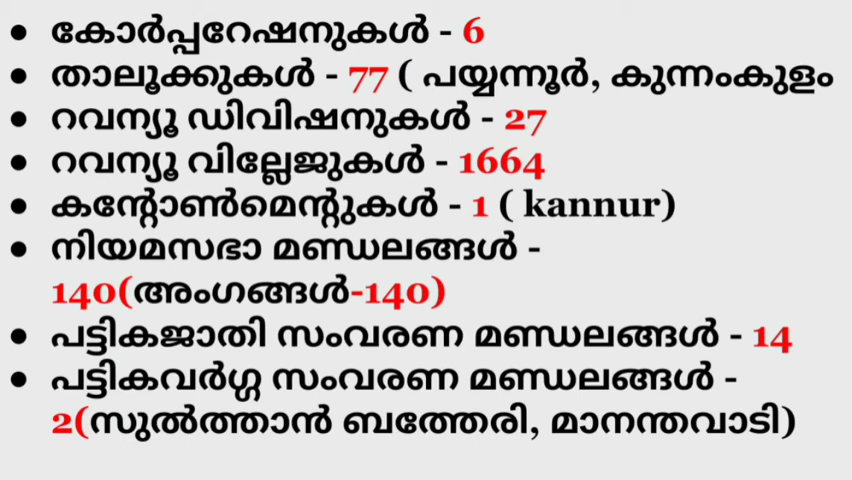 ● കോർപ്പറേഷനുകൾ - 6
● താലൂക്കുകൾ - 77 ( പയ്യന്നൂർ, കുന്നംകുളം
● റവന്യൂ ഡിവിഷനുകൾ - 27
● റവന്യൂ വില്ലേജുകൾ - 1664
● കന്റോൺമെന്റുകൾ - 1 ( kannur)
● നിയമസഭാ മണ്ഡലങ്ങൾ -
140(അംഗങ്ങൾ-140)
● പട്ടികജാതി സംവരണ മണ്ഡലങ്ങൾ - 14
● പട്ടികവർഗ്ഗ സംവരണ മണ്ഡലങ്ങൾ -
2(സുൽത്താൻ ബത്തേരി, മാനന്തവാടി)